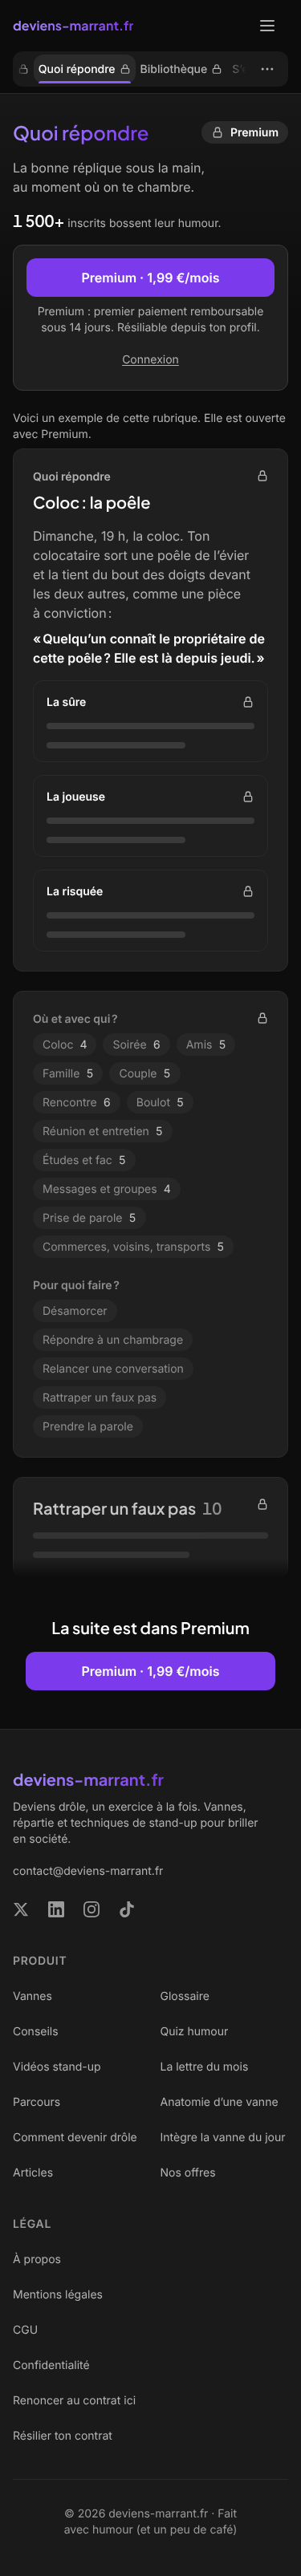 deviens-marrant.fr
Quoi répondre
Bibliothèque
Quoi répondre
Premium
La bonne réplique sous la main,
au moment où on te chambre.
1 500+ inscrits bossent leur humour.
Premium · 1,99 €/mois
Premium : premier paiement remboursable
sous 14 jours. Résiliable depuis ton profil.
Connexion
Voici un exemple de cette rubrique. Elle est ouverte
avec Premium.
Quoi répondre
Coloc : la poêle
Dimanche, 19 h, la coloc. Ton
colocataire sort une poêle de l’évier
et la tient du bout des doigts devant
les deux autres, comme une pièce
à conviction :
« Quelqu’un connaît le propriétaire de
cette poêle ? Elle est là depuis jeudi. »
La sûre
La joueuse
La risquée
Où et avec qui ?
Coloc 4 Soirée 6 Amis 5
Famille 5 Couple 5
Rencontre 6 Boulot 5
Réunion et entretien 5
Études et fac 5
Messages et groupes 4
Prise de parole 5
Commerces, voisins, transports 5
Pour quoi faire ?
Désamorcer
Répondre à un chambrage
Relancer une conversation
Rattraper un faux pas
Prendre la parole
Rattraper un faux pas 10
La suite est dans Premium
Premium · 1,99 €/mois
deviens-marrant.fr
Deviens drôle, un exercice à la fois. Vannes,
répartie et techniques de stand-up pour briller
en société.
contact@deviens-marrant.fr
PRODUIT
Vannes
Glossaire
Conseils
Quiz humour
Vidéos stand-up
La lettre du mois
Parcours
Anatomie d’une vanne
Comment devenir drôle
Intègre la vanne du jour
Articles
Nos offres
LÉGAL
À propos
Mentions légales
CGU
Confidentialité
Renoncer au contrat ici
Résilier ton contrat
© 2026 deviens-marrant.fr · Fait
avec humour (et un peu de café)